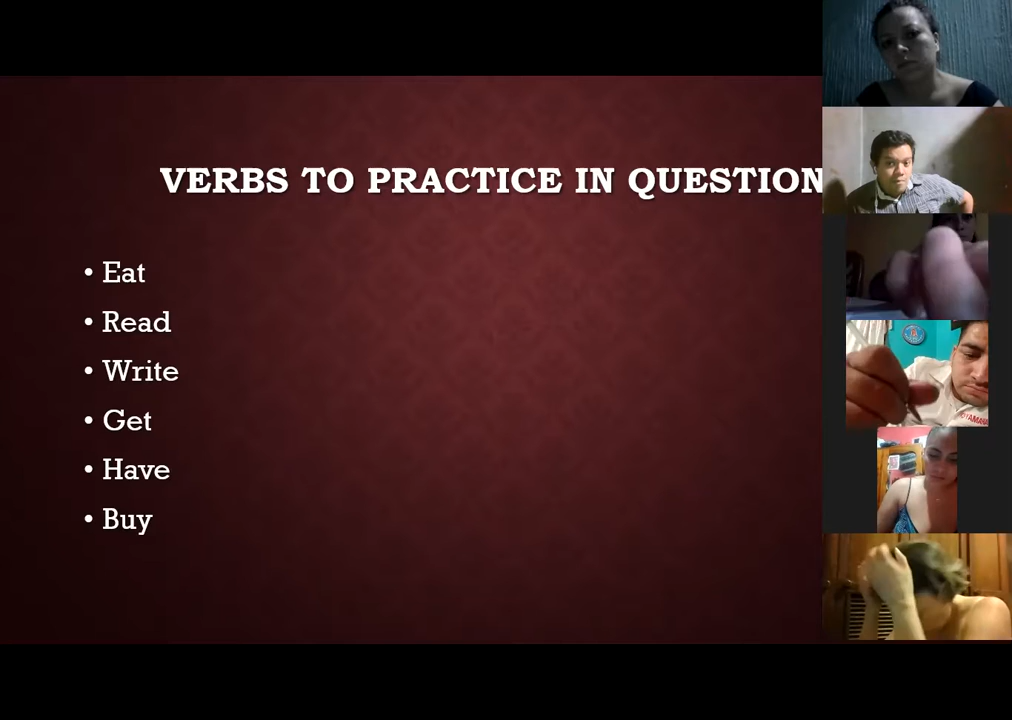 VERBS TO PRACTICE IN QUESTION
• Eat
• Read
• Write
• Get
• Have
• Buy